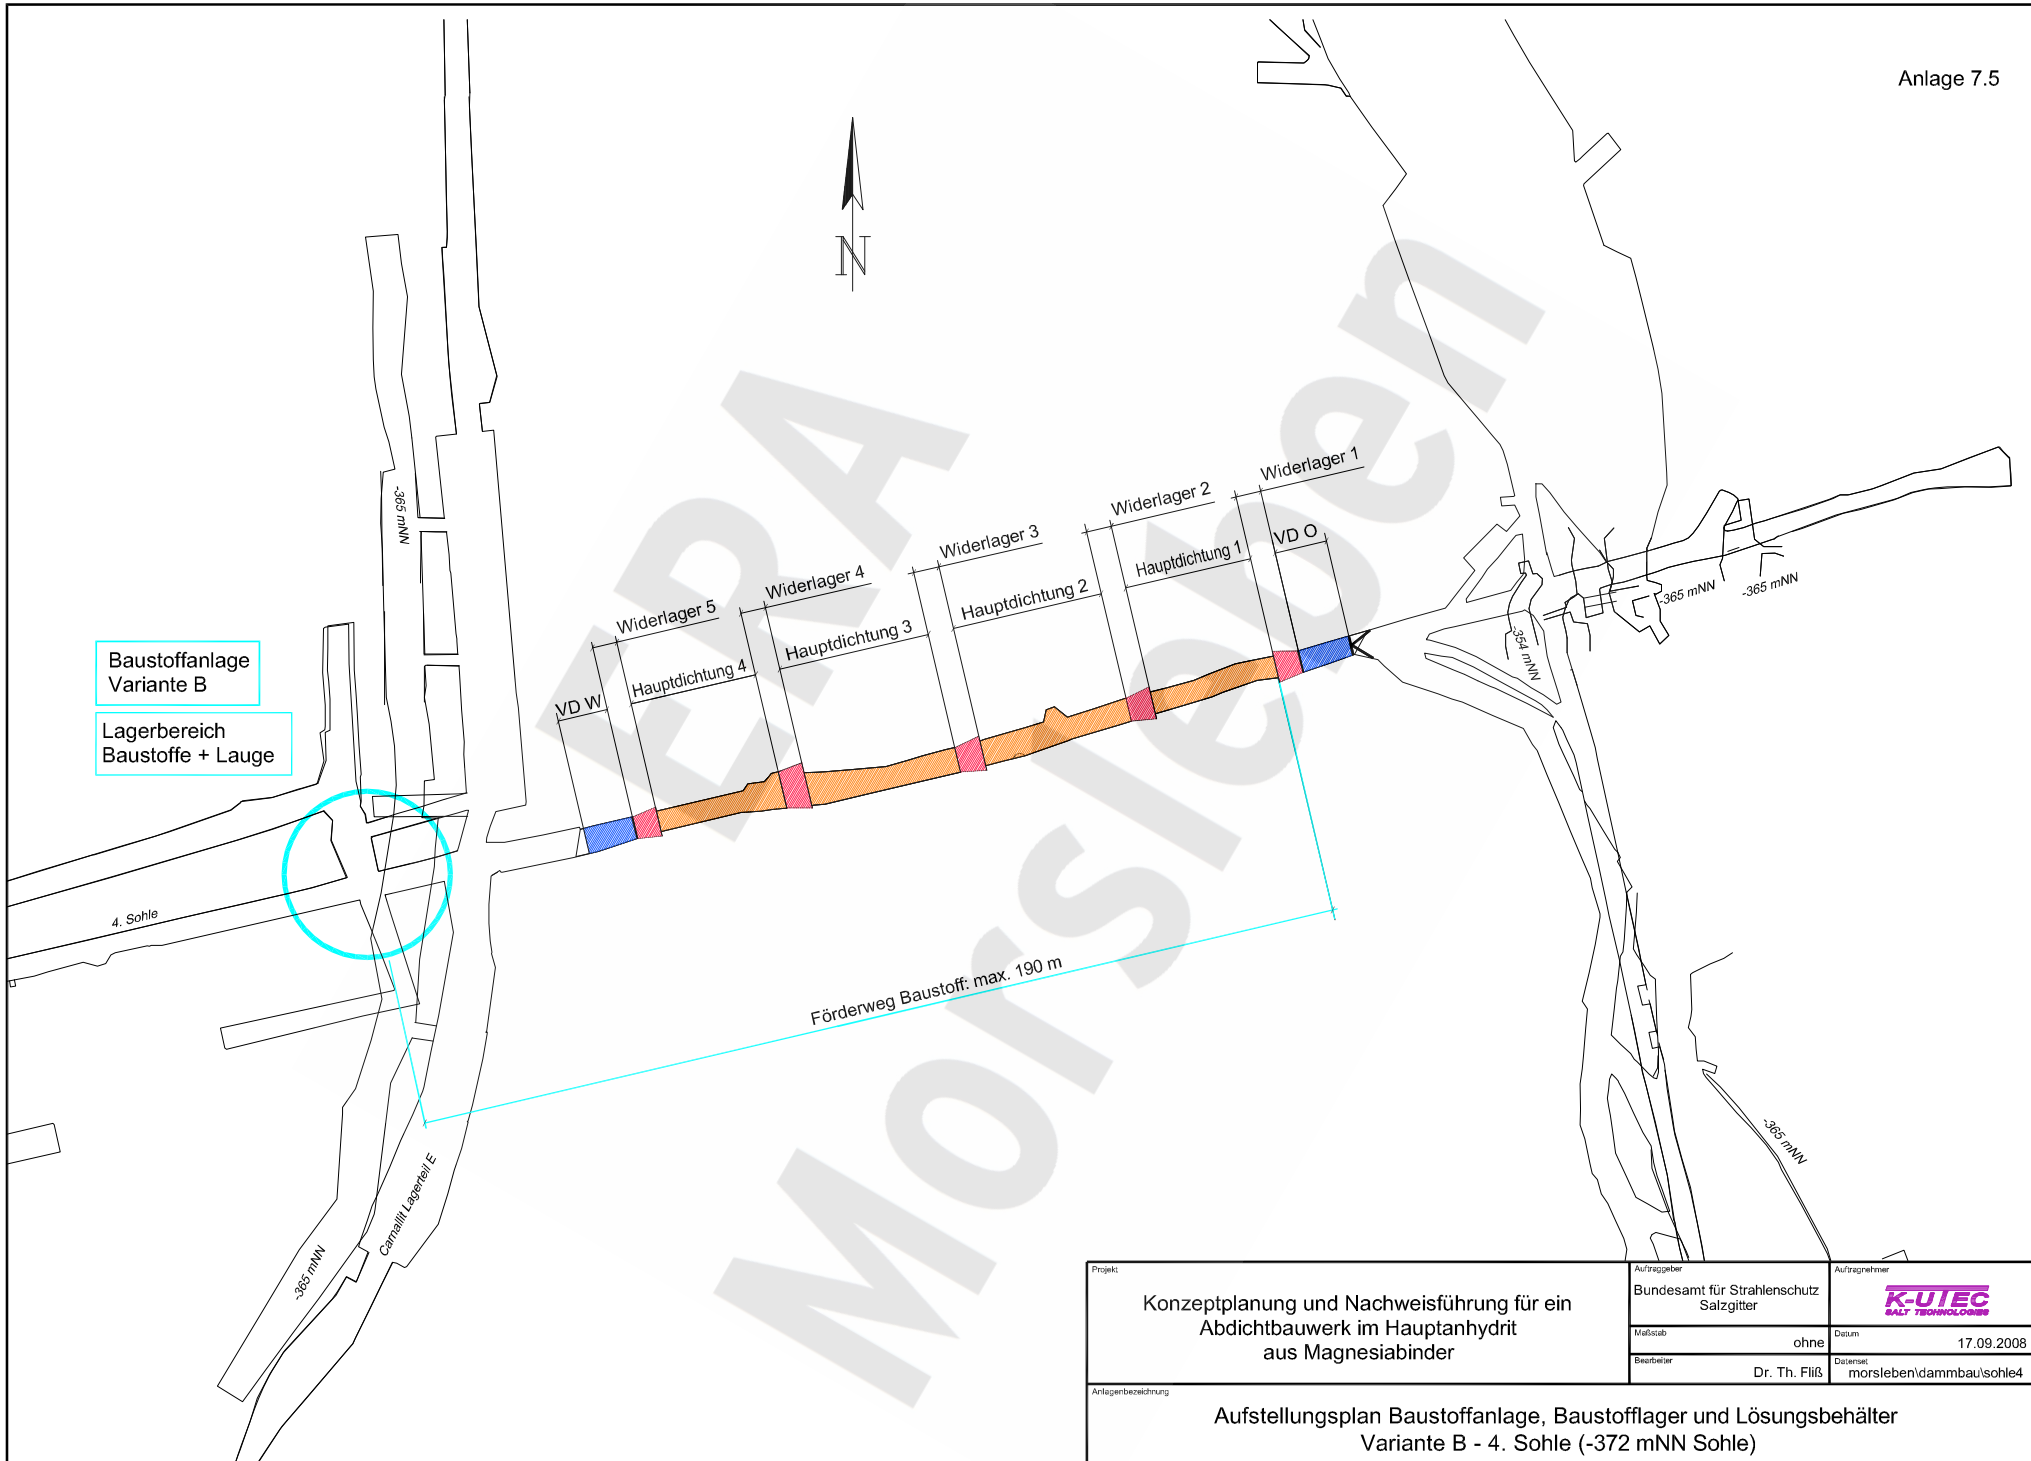 Anlage 7.5
N
ERA
Morsleben
-365 mNN
Widerlager 1
Widerlager 2
VD O
Widerlager 3
Hauptdichtung 1
Widerlager 4
Hauptdichtung 2
Widerlager 5
Hauptdichtung 3
Hauptdichtung 4
VD W
-365 mNN
-365 mNN
-354 mNN
Baustoffanlage
Variante B
Lagerbereich
Baustoffe + Lauge
4. Sohle
Förderweg Baustoff: max. 190 m
Carnallit Lagerteil E
-365 mNN
-365 mNN
Projekt
Konzeptplanung und Nachweisführung für ein
Abdichtbauwerk im Hauptanhydrit
aus Magnesiabinder
Auftraggeber
Bundesamt für Strahlenschutz
Salzgitter
Auftragnehmer
K-UTEC
SALT TECHNOLOGIES
Maßstab
ohne
Datum
17.09.2008
Bearbeiter
Dr. Th. Fliß
Datenset
morsleben\dammbau\sohle4
Anlagenbezeichnung
Aufstellungsplan Baustoffanlage, Baustofflager und Lösungsbehälter
Variante B - 4. Sohle (-372 mNN Sohle)